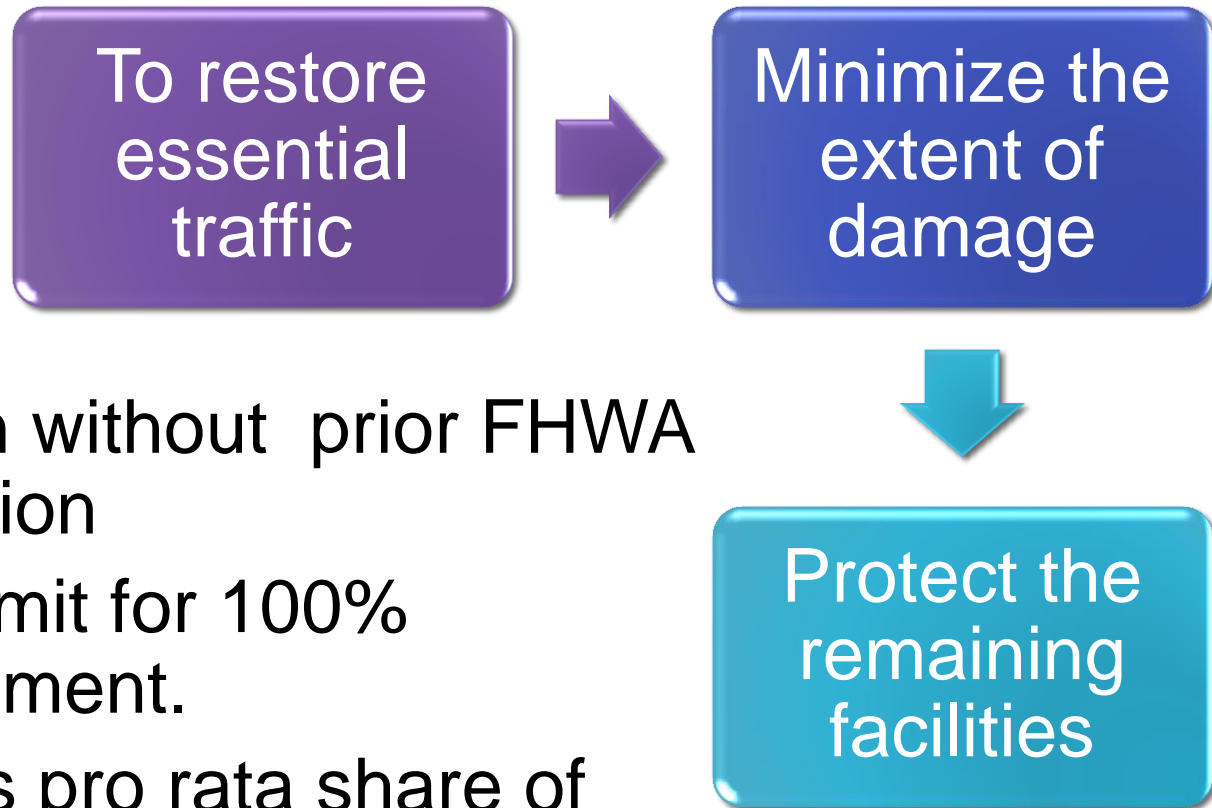 To restore
essential
traffic
Minimize the
extent of
damage
without prior FHWA
mit for 100%
ment.
pro rata share of
Protect the
remaining
facilities